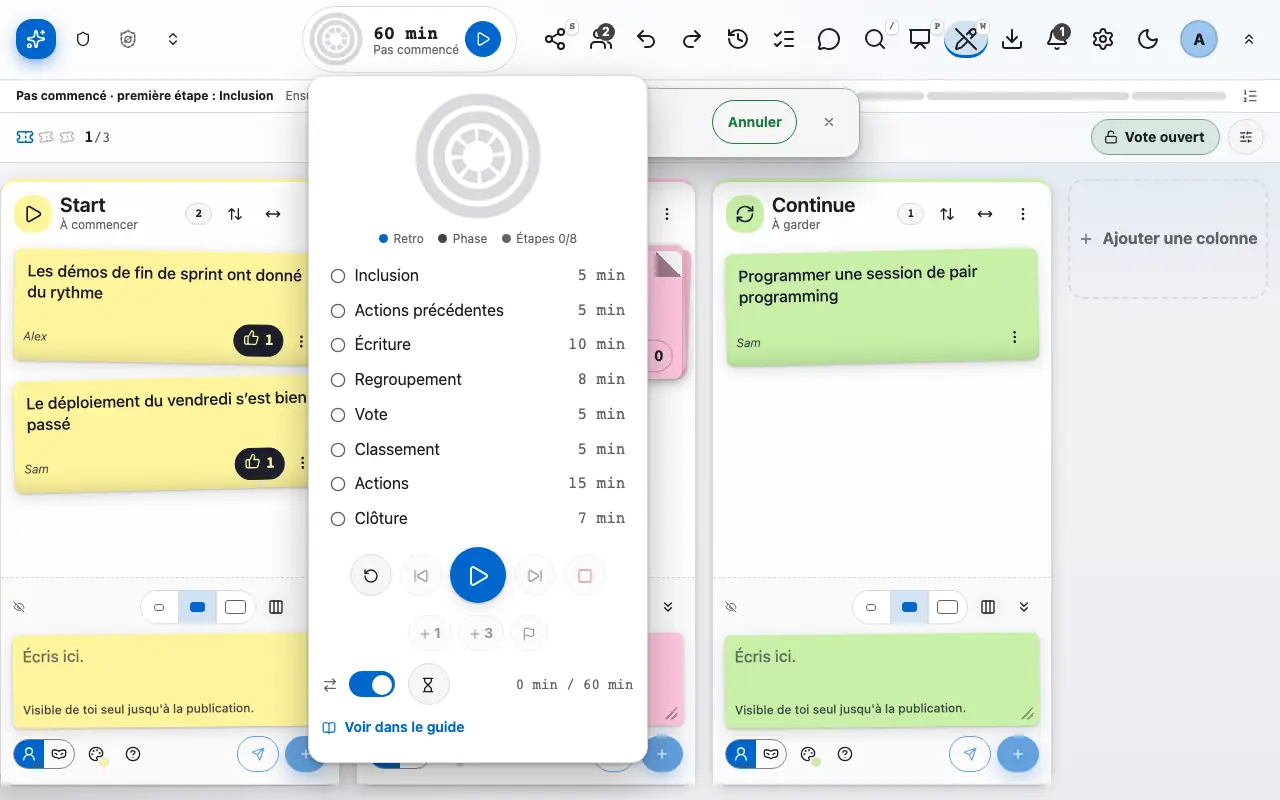 60 min
Pas commencé
S
2
/
P
W
1
A
Pas commencé · première étape : Inclusion
1/3
Annuler
Vote ouvert
Start
À commencer
2
Les démos de fin de sprint ont donné
du rythme
Alex
1
Le déploiement du vendredi s'est bien
passé
Sam
1
Écris ici.
Visible de toi seul jusqu'à la publication.
Retro
Phase
Étapes 0/8
Inclusion 5 min
Actions précédentes 5 min
Écriture 10 min
Regroupement 8 min
Vote 5 min
Classement 5 min
Actions 15 min
Clôture 7 min
+ 1
+ 3
0 min / 60 min
Voir dans le guide
0
Continue
À garder
1
Programmer une session de pair
programming
Sam
Écris ici.
Visible de toi seul jusqu'à la publication.
+ Ajouter une colonne